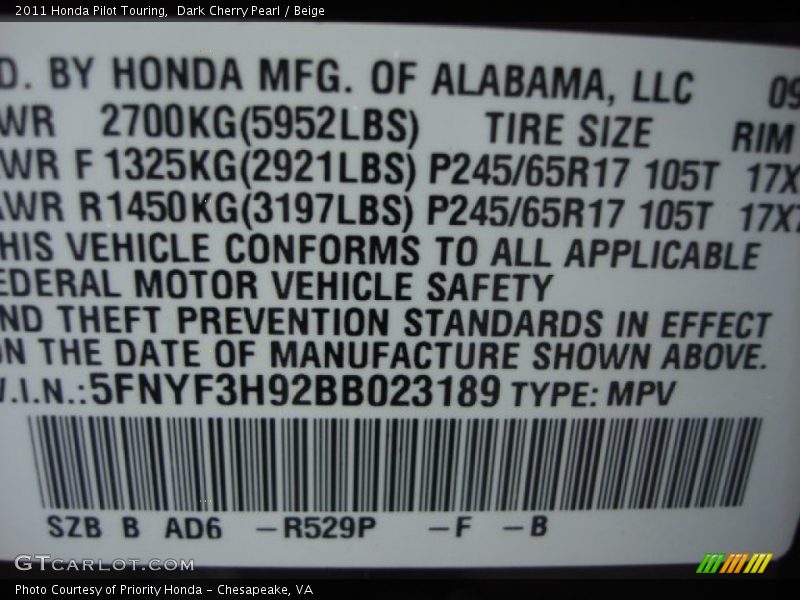 2011 Honda Pilot Touring,  Dark Cherry Pearl / Beige
D. BY HONDA MFG. OF ALABAMA, LLC 09
WR 2700KG(5952LBS) TIRE SIZE RIM
WR F 1325KG(2921LBS) P245/65R17 105T 17X
WR R1450KG(3197LBS) P245/65R17 105T 17X7
HIS VEHICLE CONFORMS TO ALL APPLICABLE
EDERAL MOTOR VEHICLE SAFETY
ND THEFT PREVENTION STANDARDS IN EFFECT
ON THE DATE OF MANUFACTURE SHOWN ABOVE.
V.I.N.:5FNYF3H92BB023189 TYPE: MPV
SZB B AD6 -R529P -F -B
GTCARLOT.COM
Photo Courtesy of Priority Honda - Chesapeake, VA